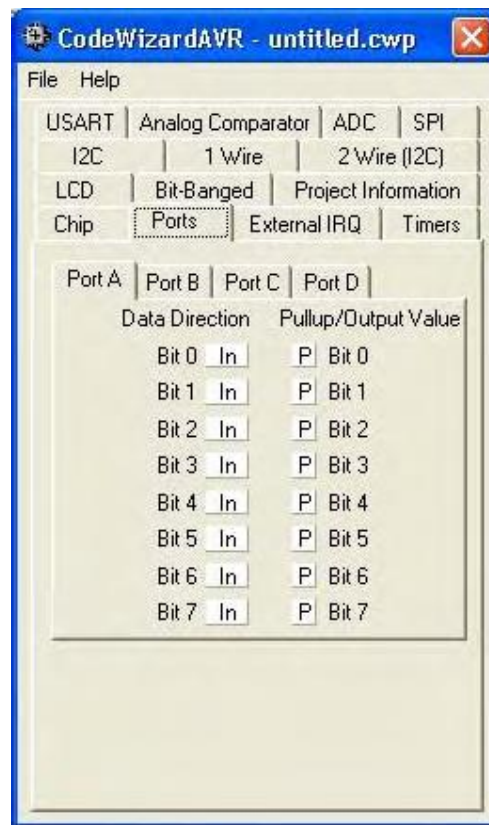 CodeWizardAVR - untitled.cwp
File Help
USART Analog Comparator ADC SPI
I2C 1 Wire 2 Wire (I2C)
LCD Bit-Banged Project Information
Chip Ports External IRQ Timers
Port A Port B Port C Port D
Data Direction Pullup/Output Value
Bit 0 In P Bit 0
Bit 1 In P Bit 1
Bit 2 In P Bit 2
Bit 3 In P Bit 3
Bit 4 In P Bit 4
Bit 5 In P Bit 5
Bit 6 In P Bit 6
Bit 7 In P Bit 7